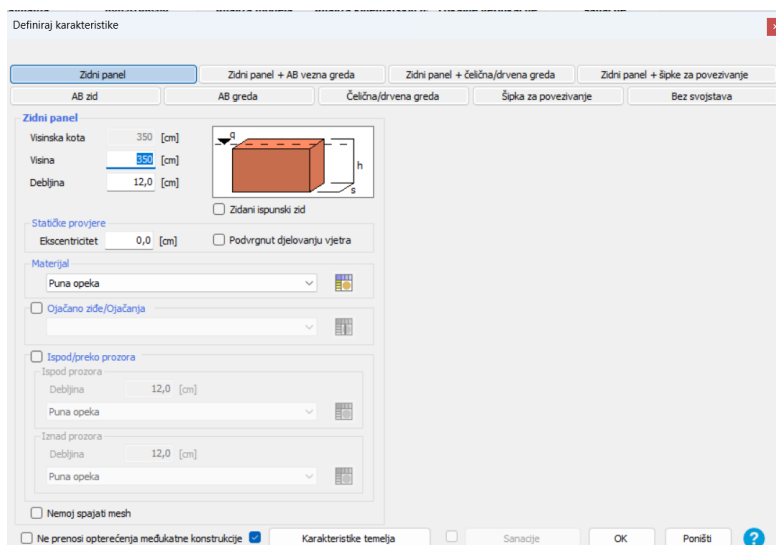 Definiraj karakteristike
Zidni panel Zidni panel + AB vezna greda Zidni panel + čelična/drvena greda Zidni panel + šipke za povezivanje
AB zid AB greda Čelična/drvena greda Šipka za povezivanje Bez svojstava
Zidni panel
Visinska kota 350 [cm]
Visina 350 [cm]
Debljina 12,0 [cm]
q
h
s
Zidani ispunski zid
Statičke provjere
Ekscentricitet 0,0 [cm] Podvrgnut djelovanju vjetra
Materijal
Puna opeka
Ojačano ziđe/Ojačanja
Ispod/preko prozora
Ispod prozora
Debljina 12,0 [cm]
Puna opeka
Iznad prozora
Debljina 12,0 [cm]
Puna opeka
Nemoj spajati mesh
Ne prenosi opterećenja međukatne konstrukcije Karakteristike temelja Sanacije OK Poništi ?